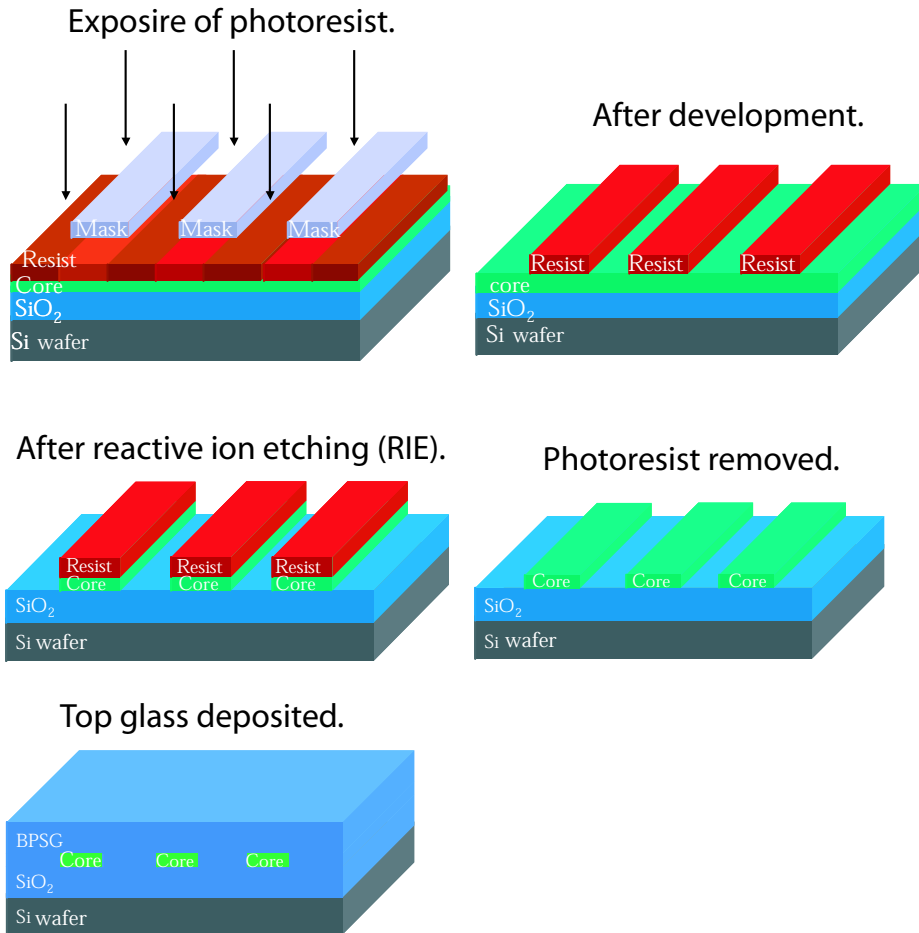 Exposire of photoresist.
Mask Mask Mask
Resist
Core
SiO₂
Si wafer
After development.
Resist Resist Resist
core
SiO₂
Si wafer
After reactive ion etching (RIE).
Resist Resist Resist
Core Core Core
SiO₂
Si wafer
Photoresist removed.
Core Core Core
SiO₂
Si wafer
Top glass deposited.
BPSG
Core Core Core
SiO₂
Si wafer